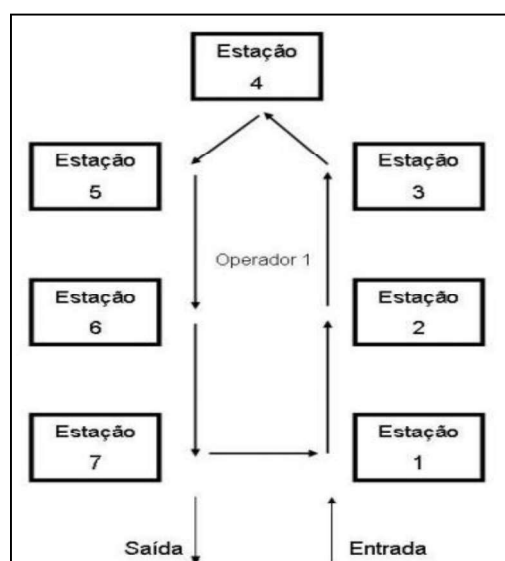 Estação
4
Estação
5
Estação
3
Operador 1
Estação
6
Estação
2
Estação
7
Estação
1
Saída
Entrada